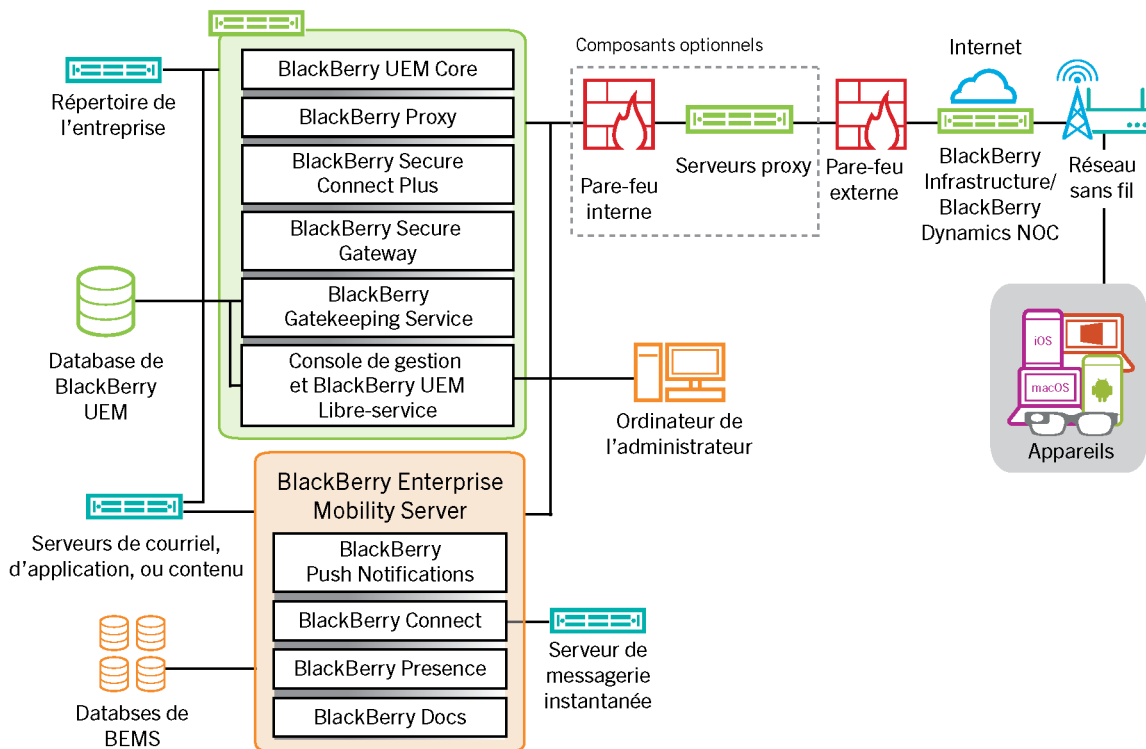 Répertoire de
l'entreprise
Database de
BlackBerry
UEM
Serveurs de courriel,
d'application, ou contenu
Databses de
BEMS
BlackBerry UEM Core
BlackBerry Proxy
BlackBerry Secure
Connect Plus
BlackBerry Secure
Gateway
BlackBerry
Gatekeeping Service
Console de gestion
et BlackBerry UEM
Libre-service
BlackBerry Enterprise
Mobility Server
BlackBerry
Push Notifications
BlackBerry Connect
BlackBerry Presence
BlackBerry Docs
Composants optionnels
Pare-feu
interne
Serveurs proxy
Pare-feu
externe
Internet
BlackBerry
Infrastructure/
BlackBerry
Dynamics NOC
Réseau
sans fil
iOS
macOS
Appareils
Ordinateur de
l'administrateur
Serveur de
messagerie
instantanée